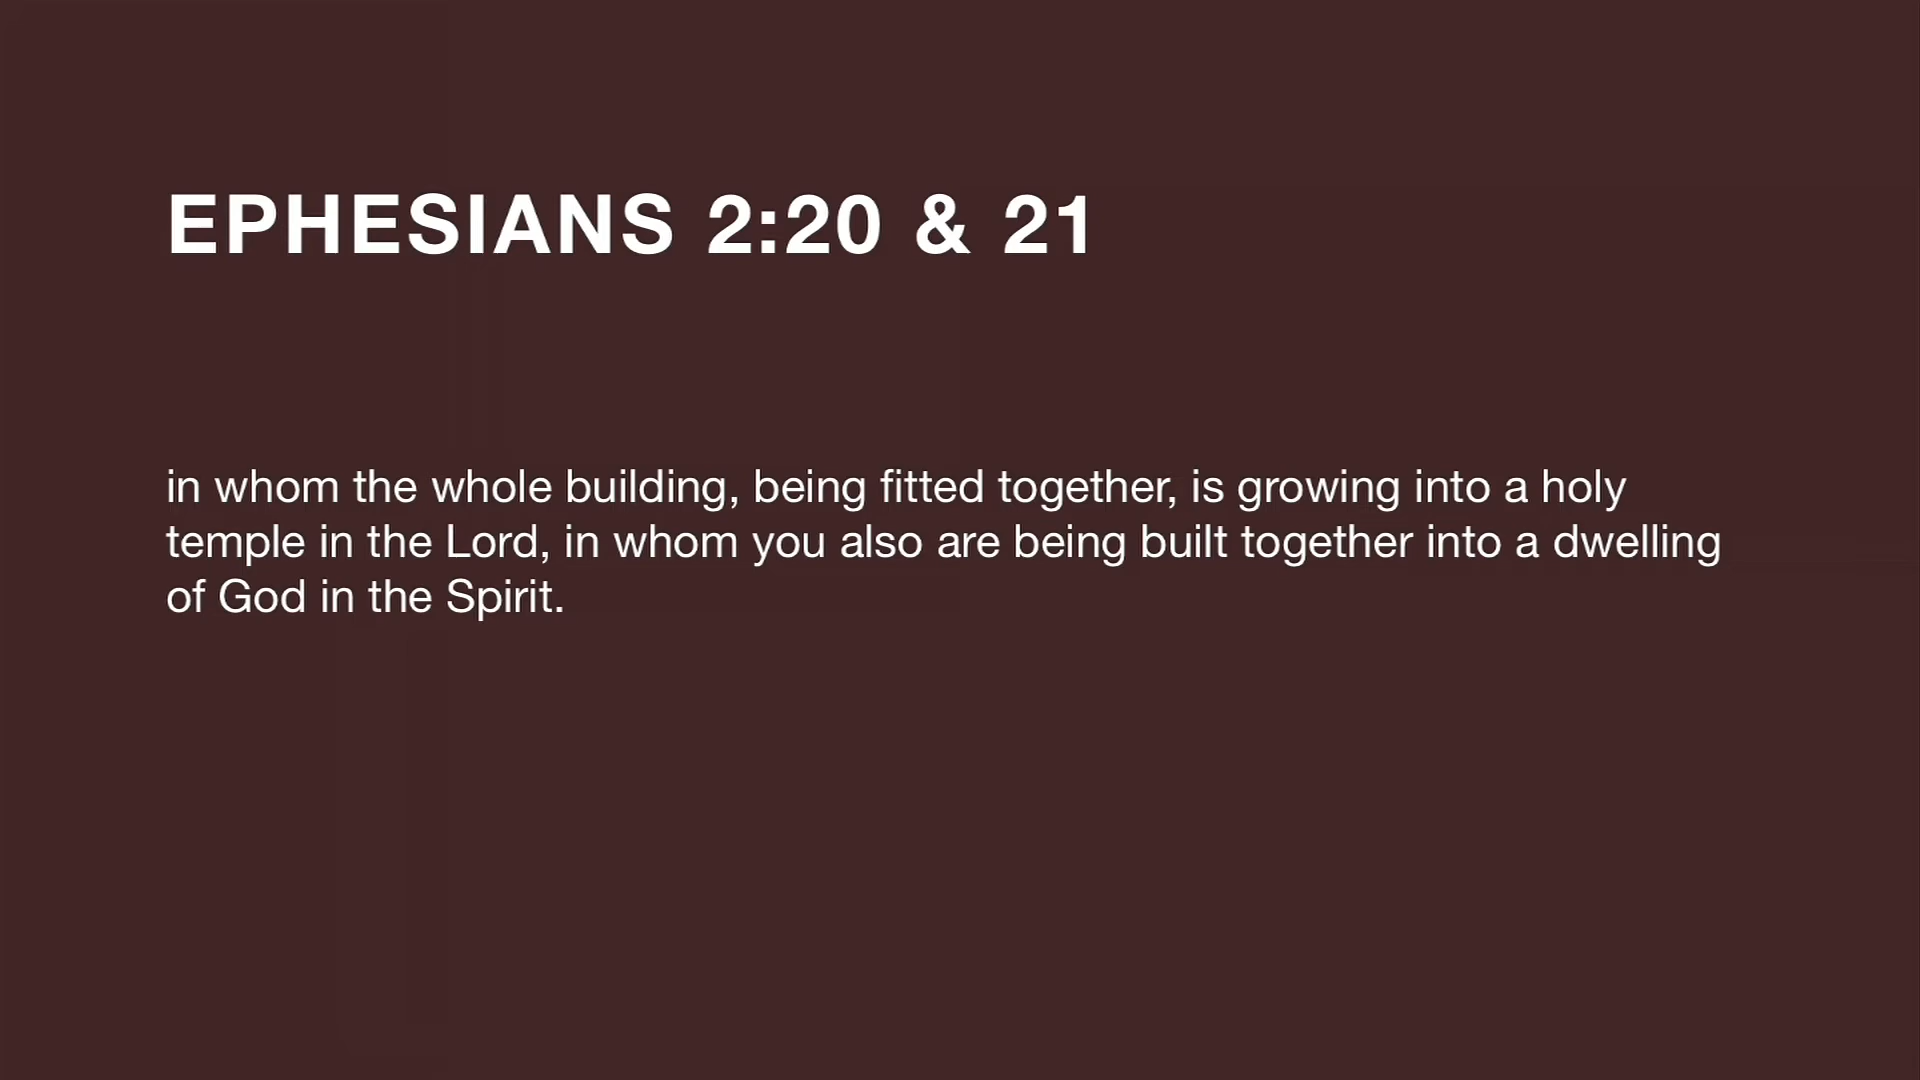 EPHESIANS 2:20 & 21
in whom the whole building, being fitted together, is growing into a holy
temple in the Lord, in whom you also are being built together into a dwelling
of God in the Spirit.